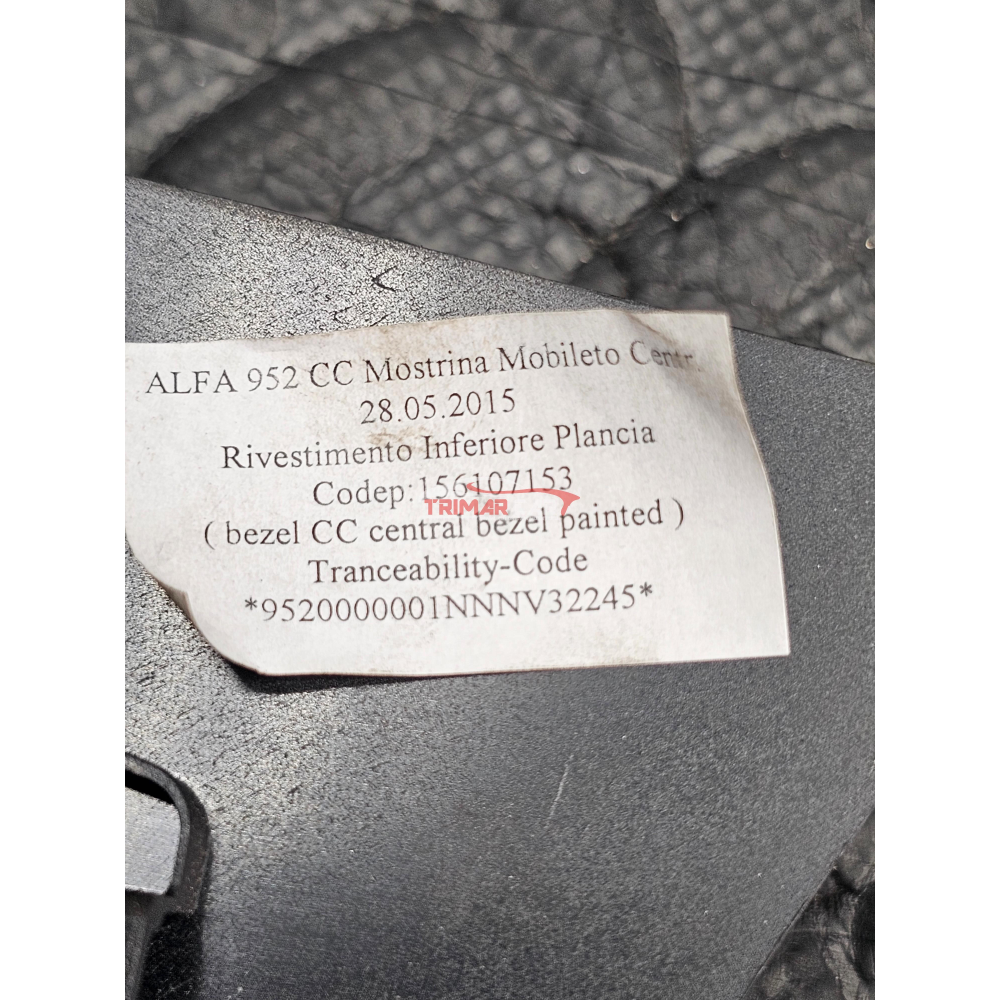 ALFA 952 CC Mostrina Mobileto Centr.
28.05.2015
Rivestimento Inferiore Plancia
Codep:156107153
TRIMAR
( bezel CC central bezel painted )
Tranceability-Code
*9520000001NNNV32245*